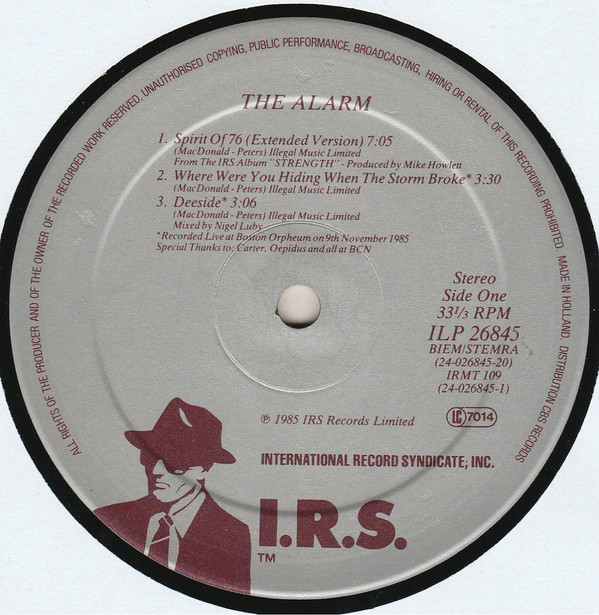 ALL RIGHTS OF THE PRODUCER AND OF THE OWNER OF THE RECORDED WORK RESERVED, UNAUTHORISED COPYING, PUBLIC PERFORMANCE, BROADCASTING, HIRING OR RENTAL OF THIS RECORDING PROHIBITED. MADE IN HOLLAND. DISTRIBUTION CBS RECORDS
THE ALARM
1. Spirit Of 76 (Extended Version) 7:05
(MacDonald - Peters) Illegal Music Limited
From The IRS Album "STRENGTH" - Produced by Mike Howlett
2. Where Were You Hiding When The Storm Broke* 3:30
(MacDonald - Peters) Illegal Music Limited
3. Deeside* 3:06
(MacDonald - Peters) Illegal Music Limited
Mixed by Nigel Luby
*Recorded Live at Boston Orpheum on 9th November 1985
Special Thanks to: Carter, Oepidus and all at BCN
Stereo
Side One
33 1/3 RPM
ILP 26845
BIEM/STEMRA
(24-026845-20)
IRMT 109
(24-026845-1)
LC 7014
℗ 1985 IRS Records Limited
INTERNATIONAL RECORD SYNDICATE, INC.
I.R.S.
TM